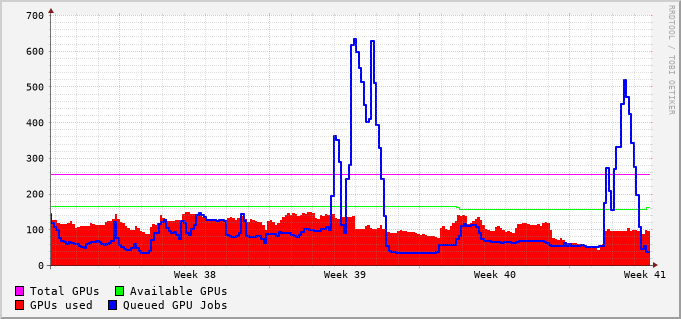 700
600
500
400
300
200
100
0
Week 38 Week 39 Week 40 Week 41
Total GPUs Available GPUs
GPUs used Queued GPU Jobs
RRDTOOL / TOBI OETIKER